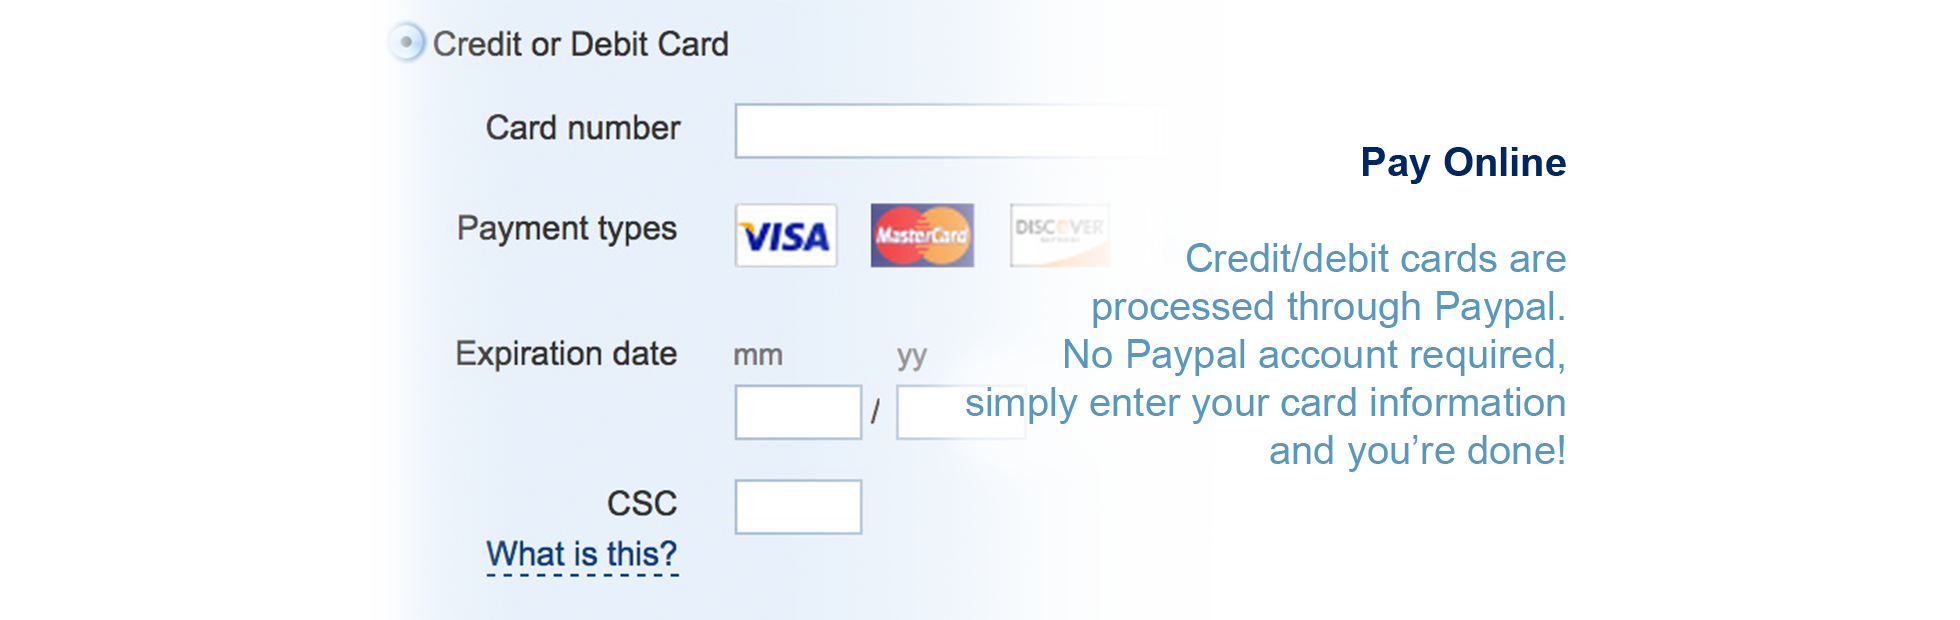 Credit or Debit Card
Card number
Payment types VISA MasterCard DISCOVER
Expiration date mm yy
/
CSC
What is this?
Pay Online
Credit/debit cards are
processed through Paypal.
No Paypal account required,
simply enter your card information
and you’re done!